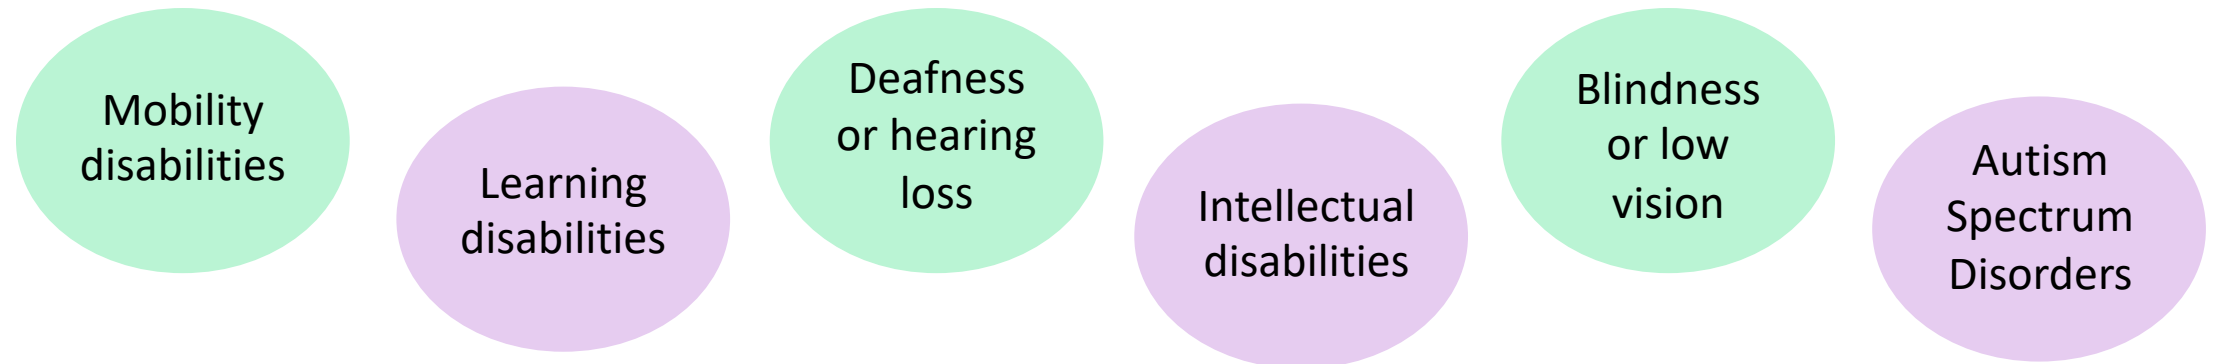 Mobility
disabilities
Learning
disabilities
Deafness
or hearing
loss
Intellectual
disabilities
Blindness
or low
vision
Autism
Spectrum
Disorders